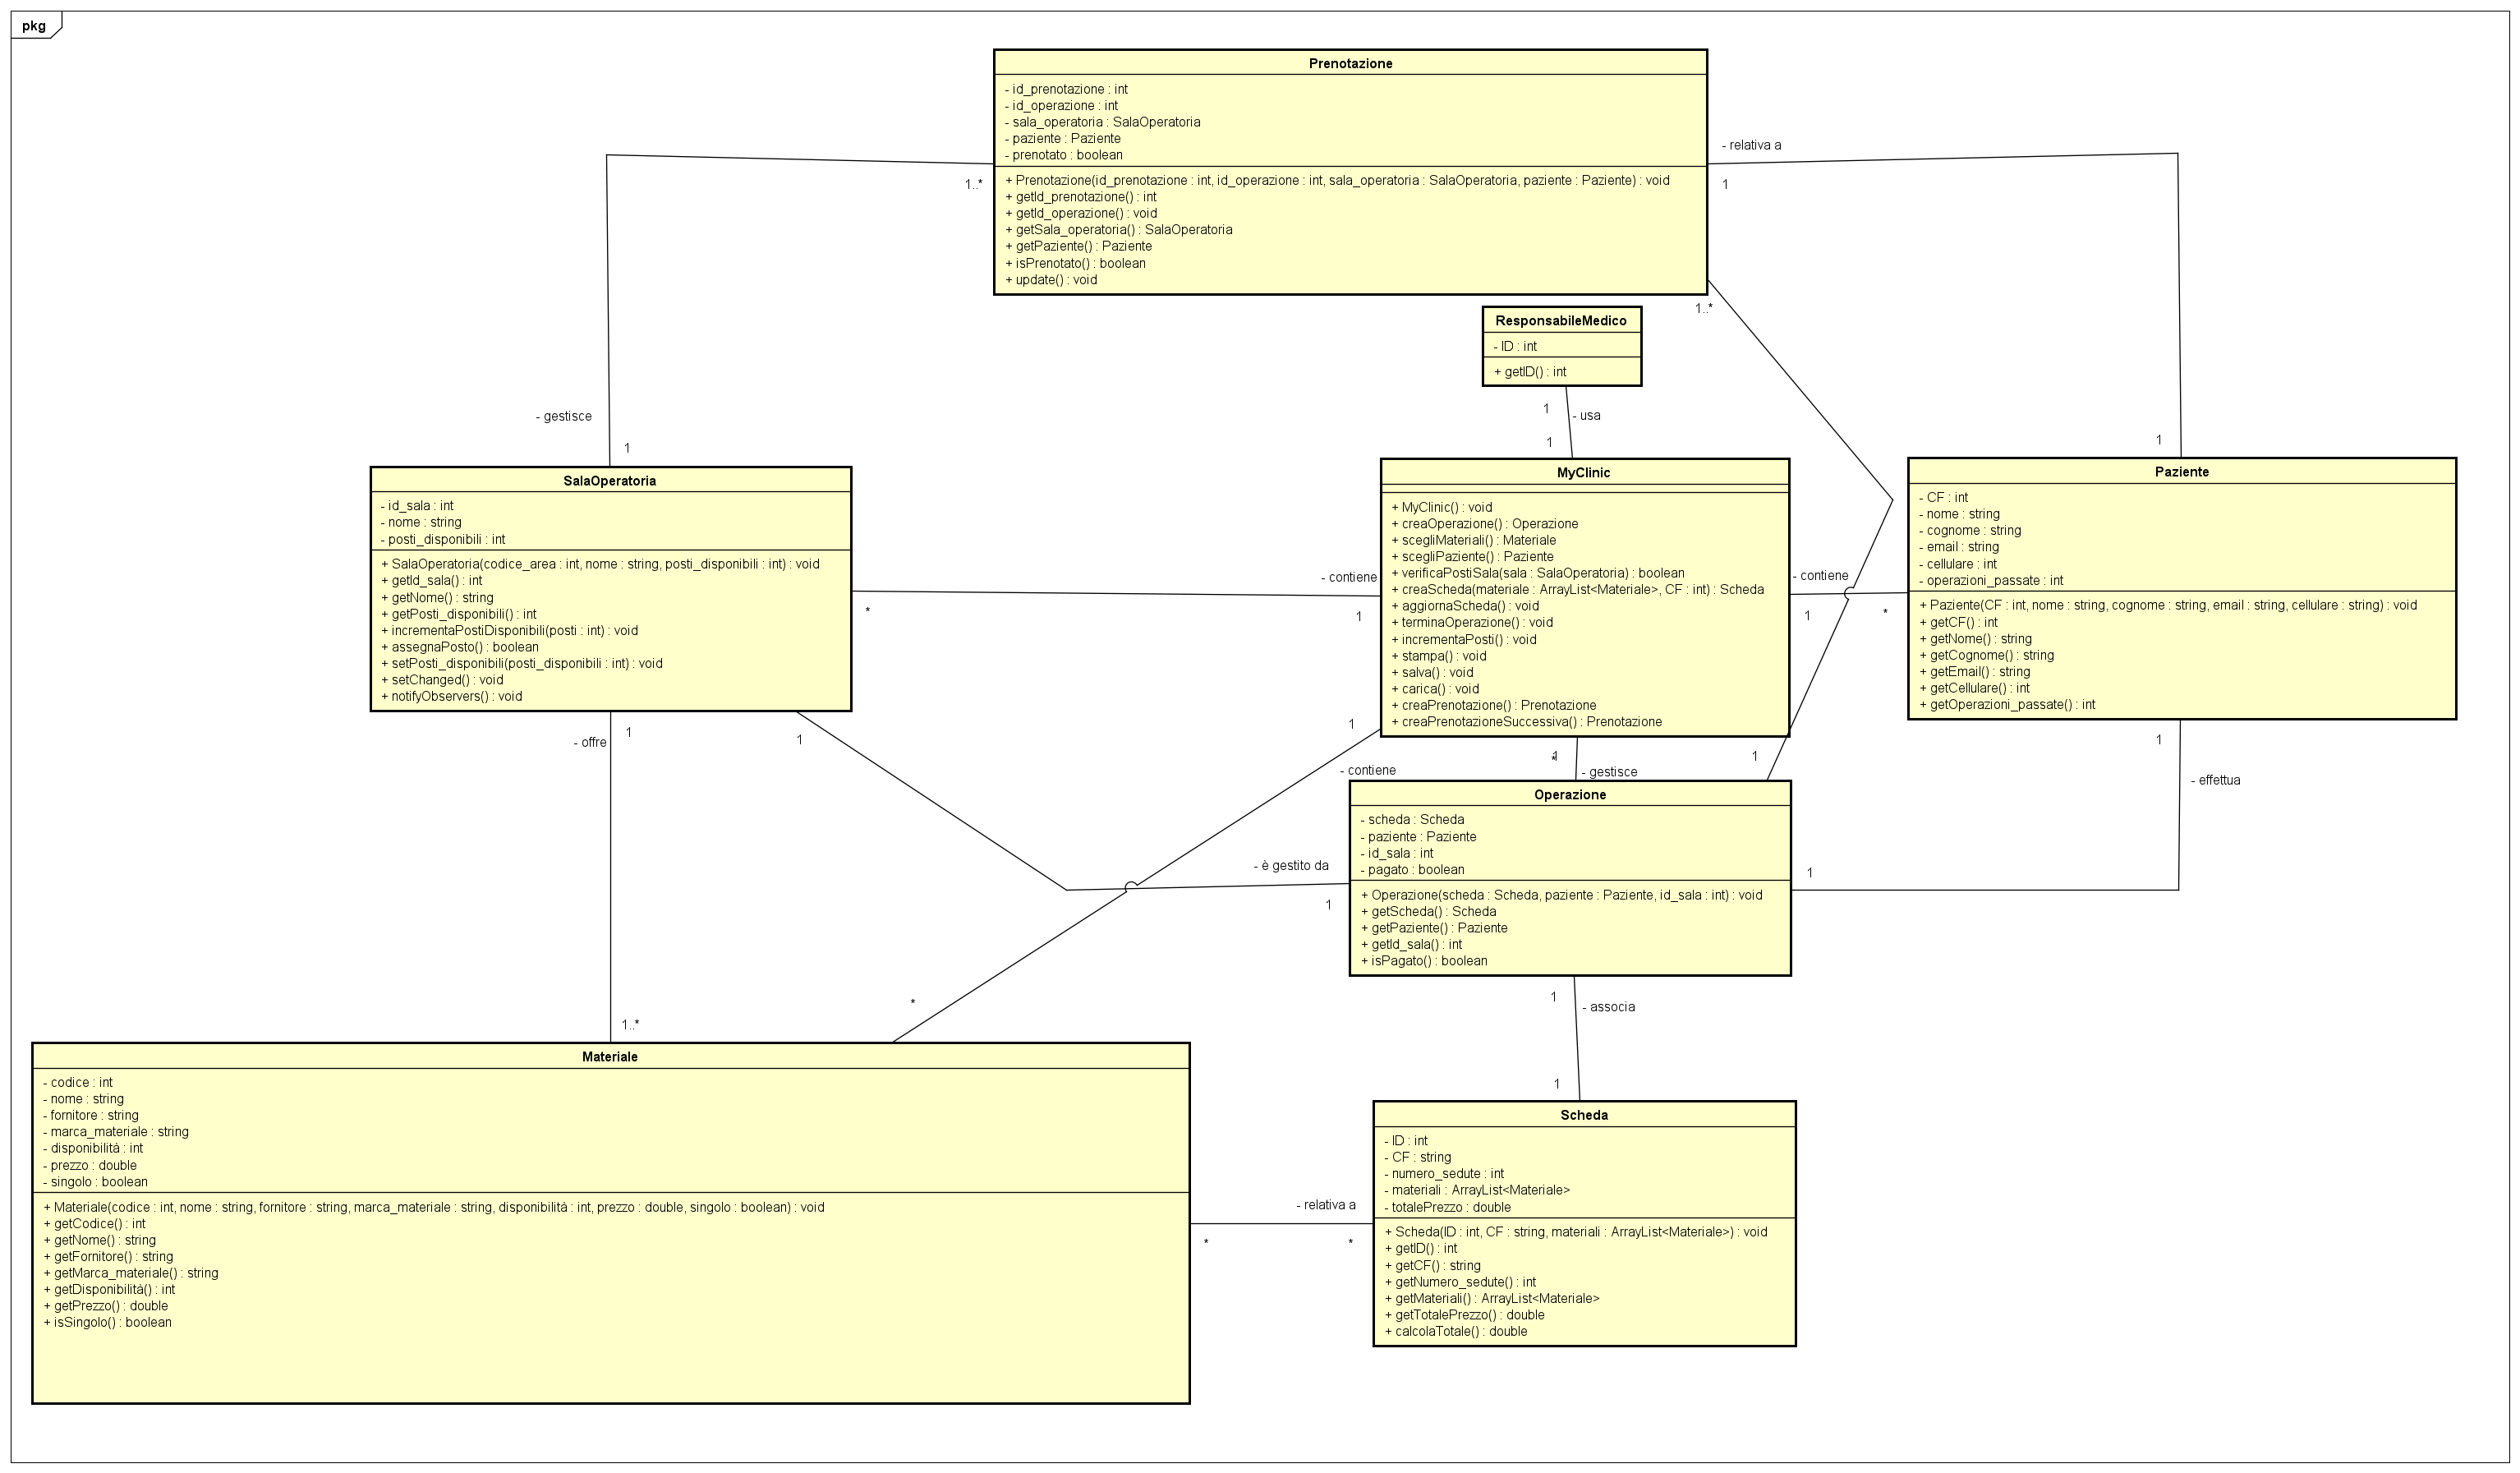 pkg
Prenotazione
- id_prenotazione : int
- id_operazione : int
- sala_operatoria : SalaOperatoria
- paziente : Paziente
- prenotato : boolean
+ Prenotazione(id_prenotazione : int, id_operazione : int, sala_operatoria : SalaOperatoria, paziente : Paziente) : void
+ getId_prenotazione() : int
+ getId_operazione() : void
+ getSala_operatoria() : SalaOperatoria
+ getPaziente() : Paziente
+ isPrenotato() : boolean
+ update() : void
1..*
- relativa a
1
1..*
ResponsabileMedico
- ID : int
+ getID() : int
1
- usa
1
- gestisce
1
1
SalaOperatoria
- id_sala : int
- nome : string
- posti_disponibili : int
+ SalaOperatoria(codice_area : int, nome : string, posti_disponibili : int) : void
+ getId_sala() : int
+ getNome() : string
+ getPosti_disponibili() : int
+ incrementaPostiDisponibili(posti : int) : void
+ assegnaPosto() : boolean
+ setPosti_disponibili(posti_disponibili : int) : void
+ setChanged() : void
+ notifyObservers() : void
*
- contiene
1
MyClinic
+ MyClinic() : void
+ creaOperazione() : Operazione
+ scegliMateriali() : Materiale
+ scegliPaziente() : Paziente
+ verificaPostiSala(sala : SalaOperatoria) : boolean
+ creaScheda(materiale : ArrayList<Materiale>, CF : int) : Scheda
+ aggiornaScheda() : void
+ terminaOperazione() : void
+ incrementaPosti() : void
+ stampa() : void
+ salva() : void
+ carica() : void
+ creaPrenotazione() : Prenotazione
+ creaPrenotazioneSuccessiva() : Prenotazione
- contiene
1
*
Paziente
- CF : int
- nome : string
- cognome : string
- email : string
- cellulare : int
- operazioni_passate : int
+ Paziente(CF : int, nome : string, cognome : string, email : string, cellulare : string) : void
+ getCF() : int
+ getNome() : string
+ getCognome() : string
+ getEmail() : string
+ getCellulare() : int
+ getOperazioni_passate() : int
- offre
1
1
1
- contiene
1
*
- gestisce
1
1
- effettua
Operazione
- scheda : Scheda
- paziente : Paziente
- id_sala : int
- pagato : boolean
+ Operazione(scheda : Scheda, paziente : Paziente, id_sala : int) : void
+ getScheda() : Scheda
+ getPaziente() : Paziente
+ getId_sala() : int
+ isPagato() : boolean
- è gestito da
1
1
1
- associa
1
1..*
*
Materiale
- codice : int
- nome : string
- fornitore : string
- marca_materiale : string
- disponibilità : int
- prezzo : double
- singolo : boolean
+ Materiale(codice : int, nome : string, fornitore : string, marca_materiale : string, disponibilità : int, prezzo : double, singolo : boolean) : void
+ getCodice() : int
+ getNome() : string
+ getFornitore() : string
+ getMarca_materiale() : string
+ getDisponibilità() : int
+ getPrezzo() : double
+ isSingolo() : boolean
- relativa a
*
*
Scheda
- ID : int
- CF : string
- numero_sedute : int
- materiali : ArrayList<Materiale>
- totalePrezzo : double
+ Scheda(ID : int, CF : string, materiali : ArrayList<Materiale>) : void
+ getID() : int
+ getCF() : string
+ getNumero_sedute() : int
+ getMateriali() : ArrayList<Materiale>
+ getTotalePrezzo() : double
+ calcolaTotale() : double